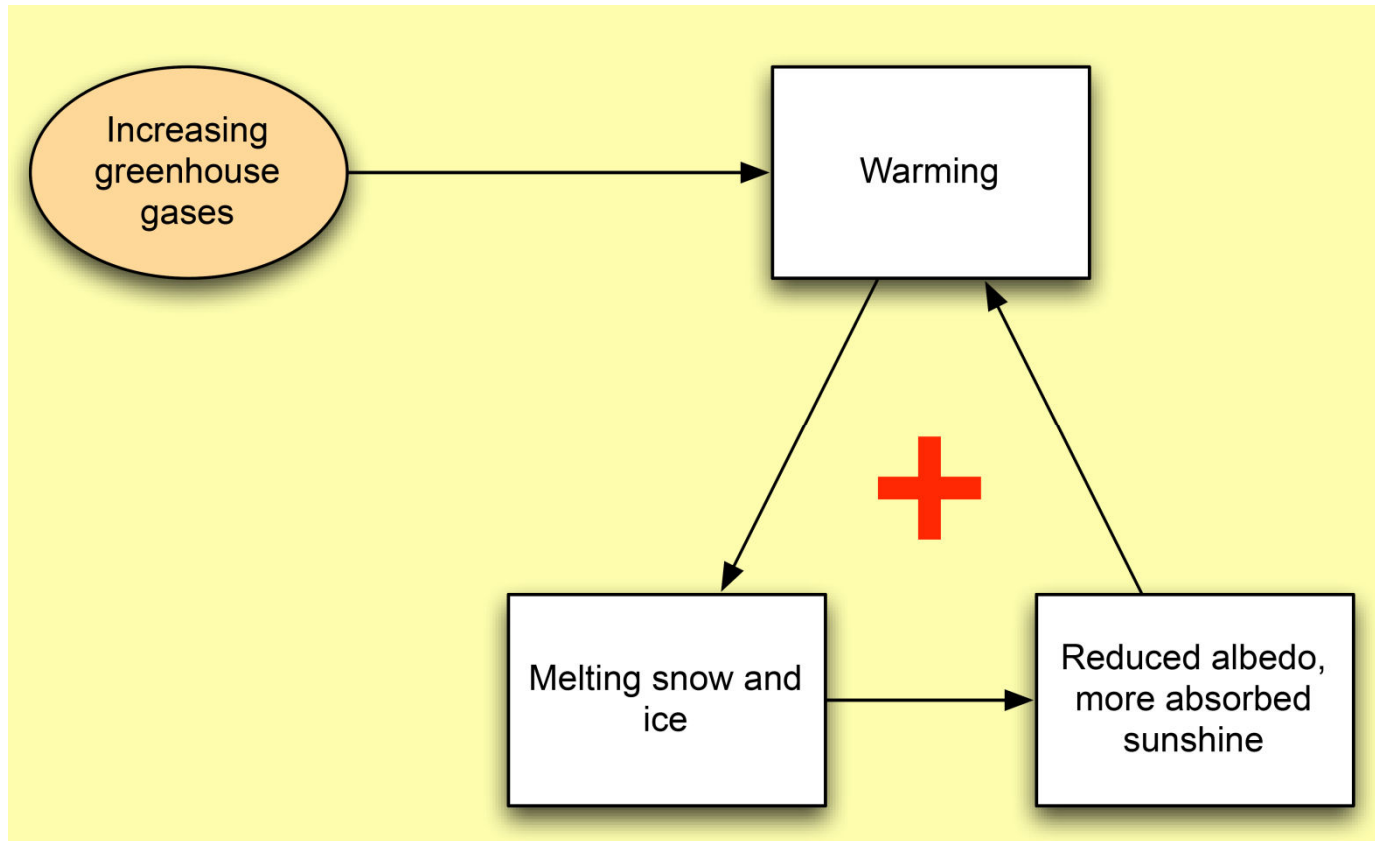 Increasing
greenhouse
gases
Warming
Melting snow and
ice
Reduced albedo,
more absorbed
sunshine